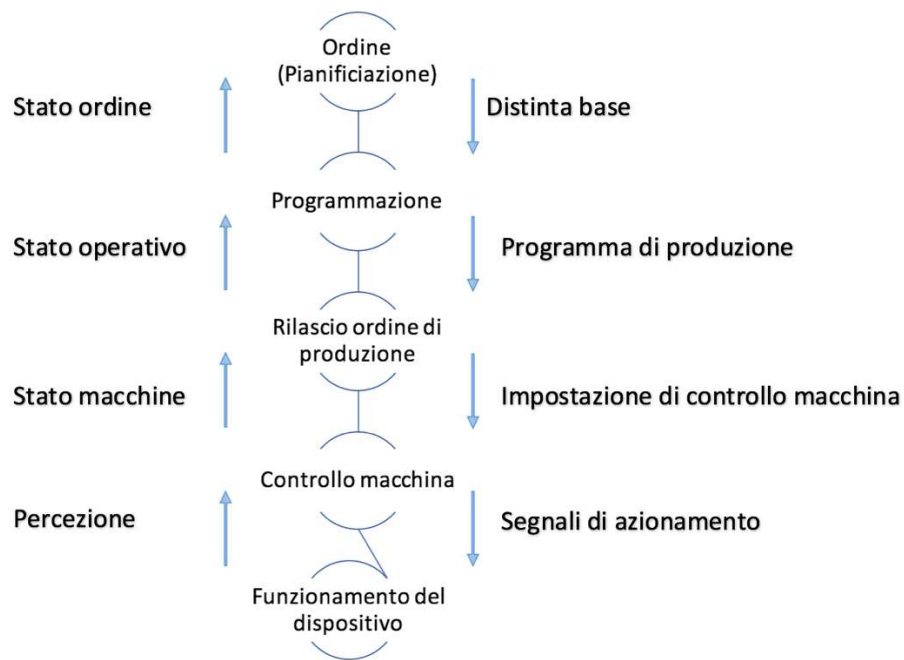 Ordine
(Pianificiazione)
Stato ordine
Distinta base
Programmazione
Stato operativo
Programma di produzione
Rilascio ordine di
produzione
Stato macchine
Impostazione di controllo macchina
Controllo macchina
Percezione
Segnali di azionamento
Funzionamento del
dispositivo